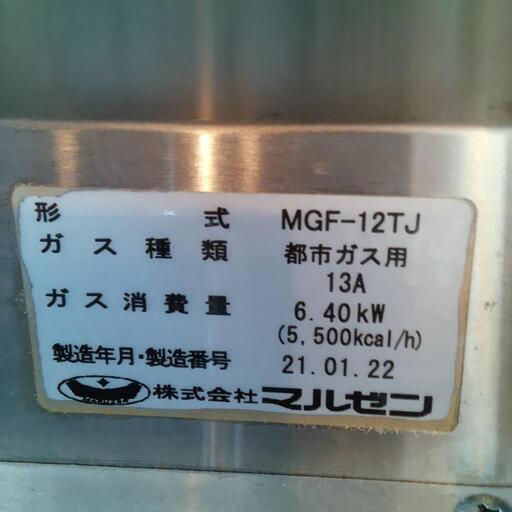 形式 MGF-12TJ
ガス種類 都市ガス用
13A
ガス消費量 6.40kW
(5,500kcal/h)
製造年月・製造番号 21.01.22
MARUZEN 株式会社マルゼン